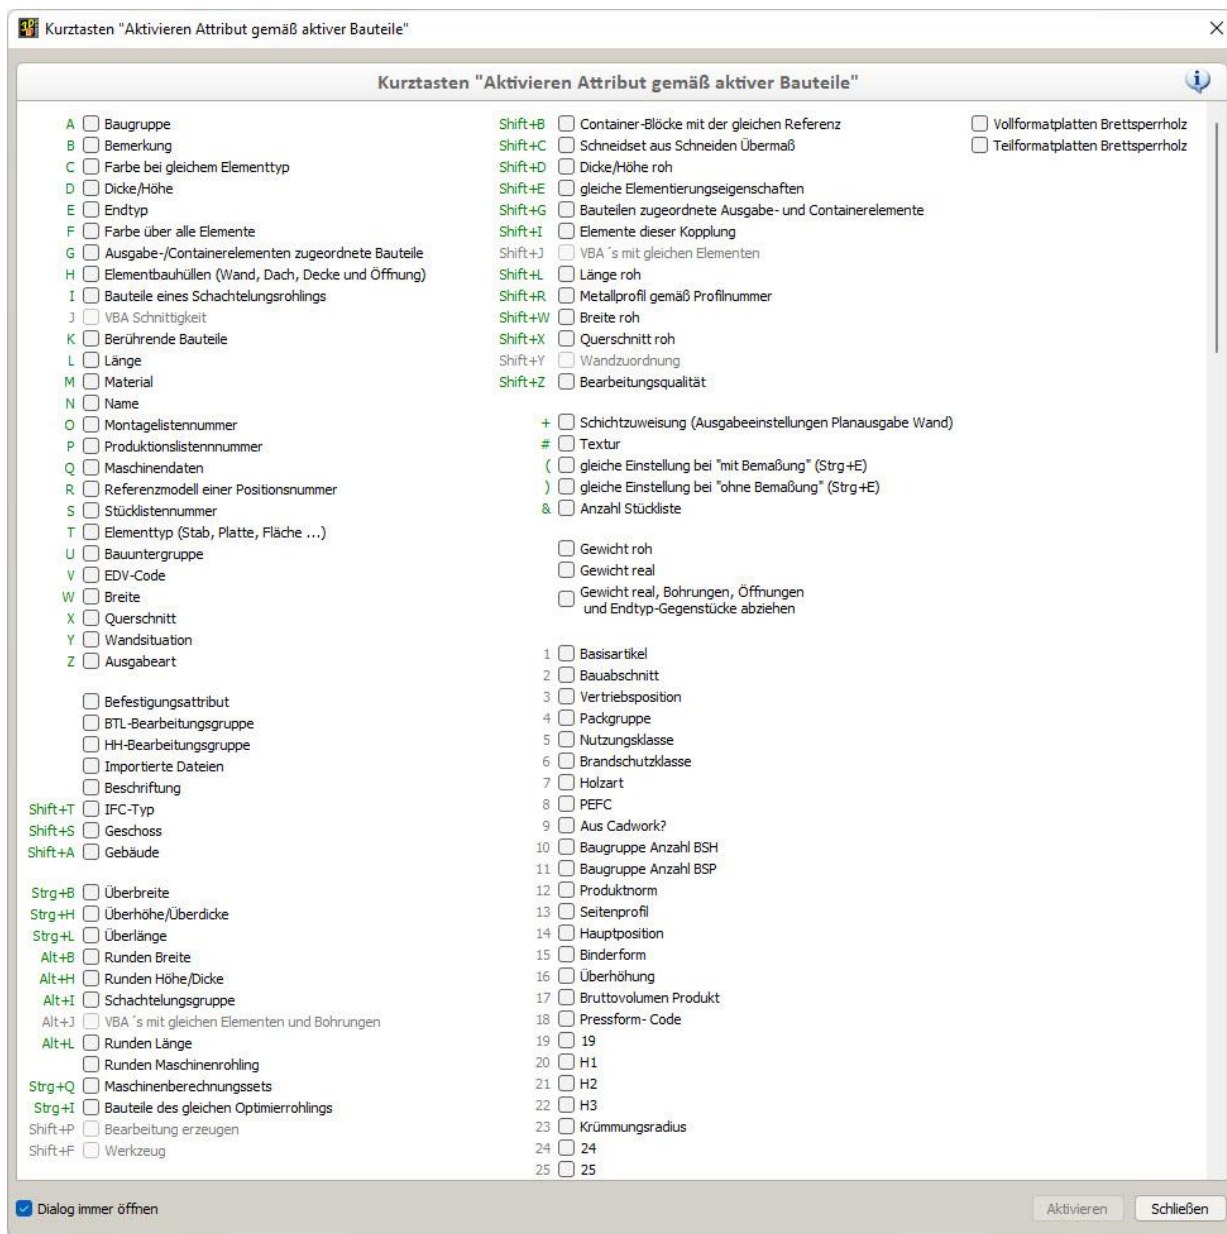 Kurztasten "Aktivieren Attribut gemäß aktiver Bauteile"
Kurztasten "Aktivieren Attribut gemäß aktiver Bauteile"
A Baugruppe
B Bemerkung
C Farbe bei gleichem Elementtyp
D Dicke/Höhe
E Endtyp
F Farbe über alle Elemente
G Ausgabe-/Containerelementen zugeordnete Bauteile
H Elementbauhüllen (Wand, Dach, Decke und Öffnung)
I Bauteile eines Schachtelungsrohlings
J VBA Schnittigkeit
K Berührende Bauteile
L Länge
M Material
N Name
O Montagelistennummer
P Produktionslistennnummer
Q Maschinendaten
R Referenzmodell einer Positionsnummer
S Stücklistennummer
T Elementtyp (Stab, Platte, Fläche ...)
U Bauuntergruppe
V EDV-Code
W Breite
X Querschnitt
Y Wandsituation
Z Ausgabeart
Befestigungsattribut
BTL-Bearbeitungsgruppe
HH-Bearbeitungsgruppe
Importierte Dateien
Beschriftung
Shift+T IFC-Typ
Shift+S Geschoss
Shift+A Gebäude
Strg+B Überbreite
Strg+H Überhöhe/Überdicke
Strg+L Überlänge
Alt+B Runden Breite
Alt+H Runden Höhe/Dicke
Alt+I Schachtelungsgruppe
Alt+J VBA ´s mit gleichen Elementen und Bohrungen
Alt+L Runden Länge
Runden Maschinenrohling
Strg+Q Maschinenberechnungssets
Strg+I Bauteile des gleichen Optimierrohlings
Shift+P Bearbeitung erzeugen
Shift+F Werkzeug
Shift+B Container-Blöcke mit der gleichen Referenz
Shift+C Schneidset aus Schneiden Übermaß
Shift+D Dicke/Höhe roh
Shift+E gleiche Elementierungseigenschaften
Shift+G Bauteilen zugeordnete Ausgabe- und Containerelemente
Shift+I Elemente dieser Kopplung
Shift+J VBA ´s mit gleichen Elementen
Shift+L Länge roh
Shift+R Metallprofil gemäß Profilnummer
Shift+W Breite roh
Shift+X Querschnitt roh
Shift+Y Wandzuordnung
Shift+Z Bearbeitungsqualität
+ Schichtzuweisung (Ausgabeeinstellungen Planausgabe Wand)
# Textur
( gleiche Einstellung bei "mit Bemaßung" (Strg+E)
) gleiche Einstellung bei "ohne Bemaßung" (Strg+E)
& Anzahl Stückliste
Gewicht roh
Gewicht real
Gewicht real, Bohrungen, Öffnungen
und Endtyp-Gegenstücke abziehen
1 Basisartikel
2 Bauabschnitt
3 Vertriebsposition
4 Packgruppe
5 Nutzungsklasse
6 Brandschutzklasse
7 Holzart
8 PEFC
9 Aus Cadwork?
10 Baugruppe Anzahl BSH
11 Baugruppe Anzahl BSP
12 Produktnorm
13 Seitenprofil
14 Hauptposition
15 Binderform
16 Überhöhung
17 Bruttovolumen Produkt
18 Pressform- Code
19 19
20 H1
21 H2
22 H3
23 Krümmungsradius
24 24
25 25
Vollformatplatten Brettsperrholz
Teilformatplatten Brettsperrholz
Dialog immer öffnen
Aktivieren
Schließen